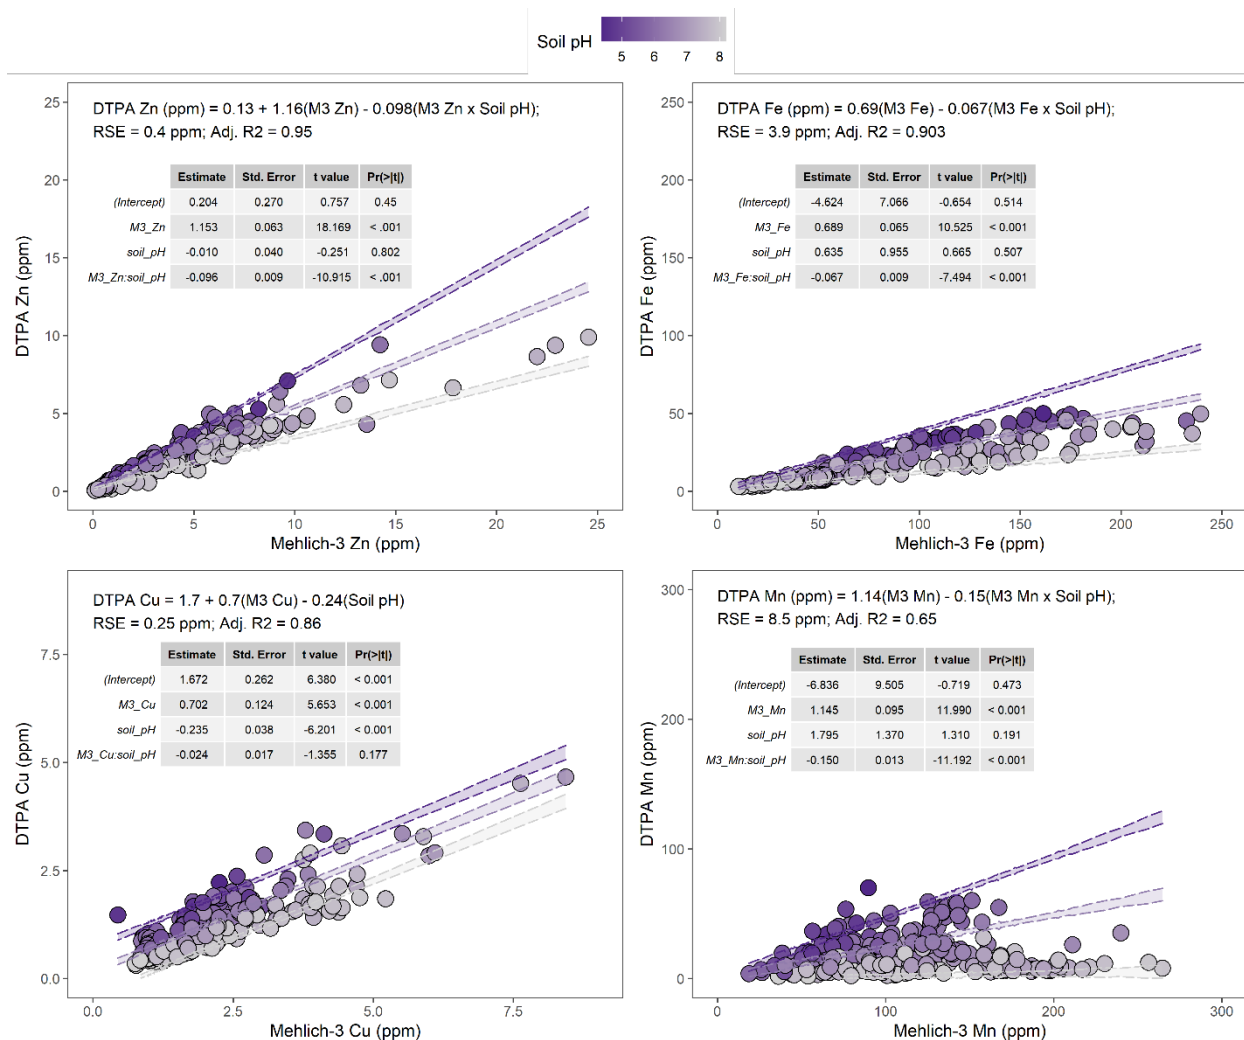 Soil pH
5 6 7 8
DTPA Zn (ppm) = 0.13 + 1.16(M3 Zn) - 0.098(M3 Zn x Soil pH);
RSE = 0.4 ppm; Adj. R2 = 0.95
Estimate Std. Error t value Pr(>|t|)
(Intercept) 0.204 0.270 0.757 0.45
M3_Zn 1.153 0.063 18.169 < .001
soil_pH -0.010 0.040 -0.251 0.802
M3_Zn:soil_pH -0.096 0.009 -10.915 < .001
25
20
15
10
5
0
DTPA Zn (ppm)
0 5 10 15 20 25
Mehlich-3 Zn (ppm)
DTPA Fe (ppm) = 0.69(M3 Fe) - 0.067(M3 Fe x Soil pH);
RSE = 3.9 ppm; Adj. R2 = 0.903
Estimate Std. Error t value Pr(>|t|)
(Intercept) -4.624 7.066 -0.654 0.514
M3_Fe 0.689 0.065 10.525 < 0.001
soil_pH 0.635 0.955 0.665 0.507
M3_Fe:soil_pH -0.067 0.009 -7.494 < 0.001
250
200
150
100
50
0
DTPA Fe (ppm)
0 50 100 150 200 250
Mehlich-3 Fe (ppm)
DTPA Cu = 1.7 + 0.7(M3 Cu) - 0.24(Soil pH)
RSE = 0.25 ppm; Adj. R2 = 0.86
Estimate Std. Error t value Pr(>|t|)
(Intercept) 1.672 0.262 6.380 < 0.001
M3_Cu 0.702 0.124 5.653 < 0.001
soil_pH -0.235 0.038 -6.201 < 0.001
M3_Cu:soil_pH -0.024 0.017 -1.355 0.177
7.5
5.0
2.5
0.0
DTPA Cu (ppm)
0.0 2.5 5.0 7.5
Mehlich-3 Cu (ppm)
DTPA Mn (ppm) = 1.14(M3 Mn) - 0.15(M3 Mn x Soil pH);
RSE = 8.5 ppm; Adj. R2 = 0.65
Estimate Std. Error t value Pr(>|t|)
(Intercept) -6.836 9.505 -0.719 0.473
M3_Mn 1.145 0.095 11.990 < 0.001
soil_pH 1.795 1.370 1.310 0.191
M3_Mn:soil_pH -0.150 0.013 -11.192 < 0.001
300
200
100
0
DTPA Mn (ppm)
0 100 200 300
Mehlich-3 Mn (ppm)